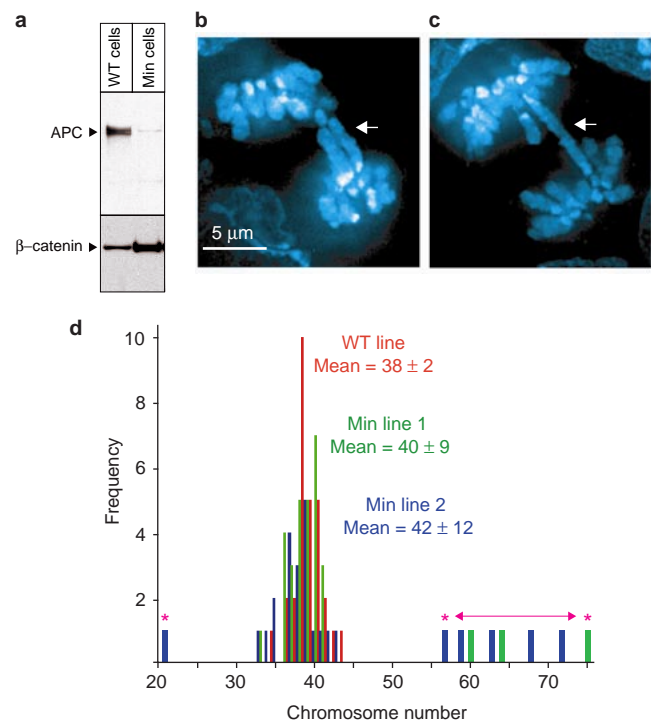 a
WT cells
Min cells
APC
β–catenin
b
5 μm
c
d
Frequency
10
8
6
4
2
WT line
Mean = 38 ± 2
Min line 1
Mean = 40 ± 9
Min line 2
Mean = 42 ± 12
*
*
*
20
30
40
50
60
70
Chromosome number